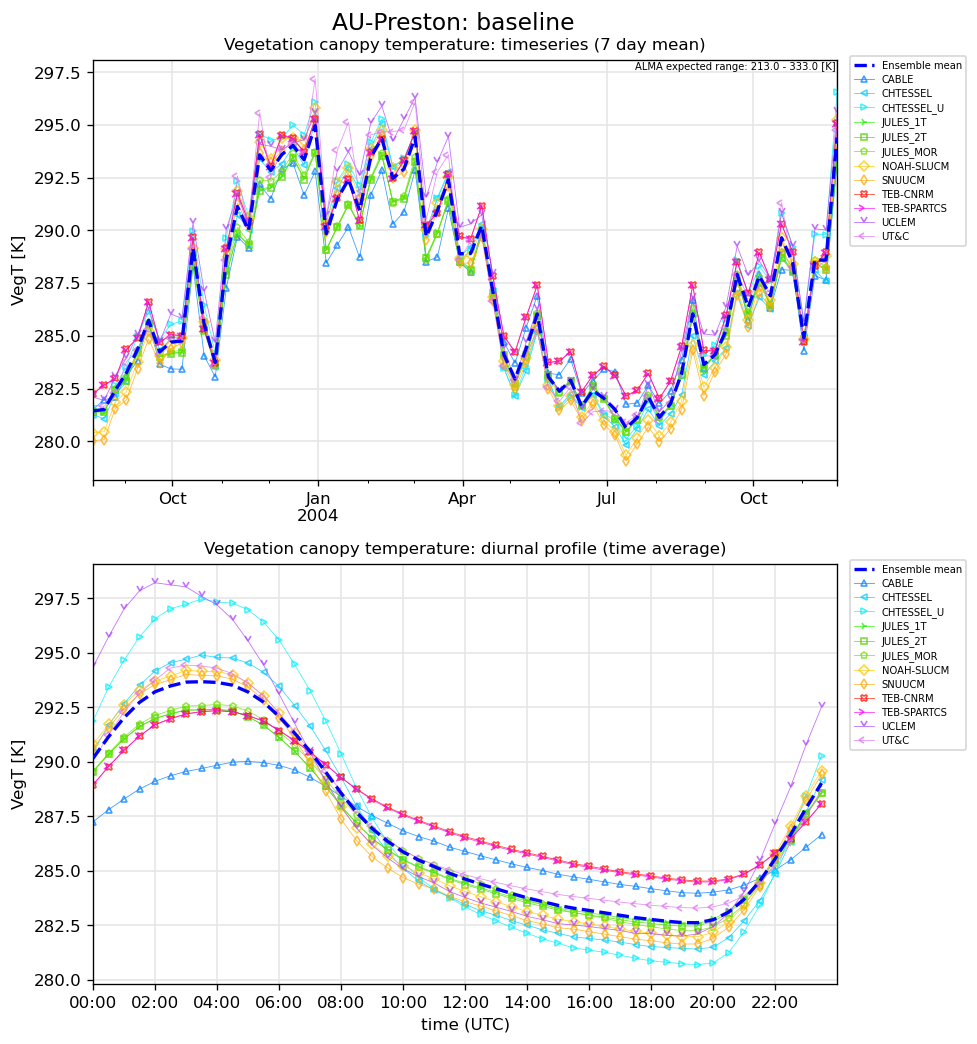 AU-Preston: baseline
Vegetation canopy temperature: timeseries (7 day mean)
ALMA expected range: 213.0 - 333.0 [K]
VegT [K]
297.5
295.0
292.5
290.0
287.5
285.0
282.5
280.0
Oct
Jan
2004
Apr
Jul
Oct
Ensemble mean
CABLE
CHTESSEL
CHTESSEL_U
JULES_1T
JULES_2T
JULES_MOR
NOAH-SLUCM
SNUUCM
TEB-CNRM
TEB-SPARTCS
UCLEM
UT&C
Vegetation canopy temperature: diurnal profile (time average)
VegT [K]
297.5
295.0
292.5
290.0
287.5
285.0
282.5
280.0
00:00
02:00
04:00
06:00
08:00
10:00
12:00
14:00
16:00
18:00
20:00
22:00
time (UTC)
Ensemble mean
CABLE
CHTESSEL
CHTESSEL_U
JULES_1T
JULES_2T
JULES_MOR
NOAH-SLUCM
SNUUCM
TEB-CNRM
TEB-SPARTCS
UCLEM
UT&C